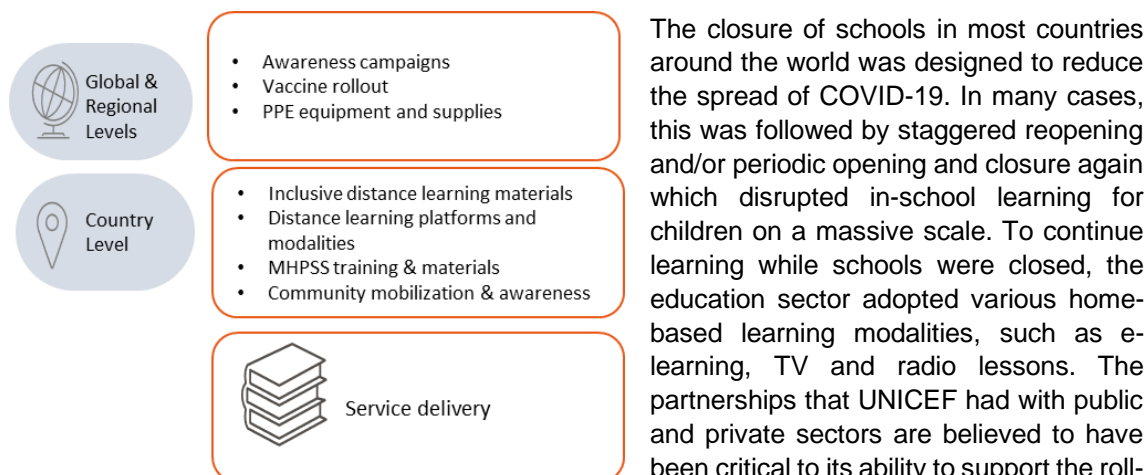 Global &
Regional
Levels
• Awareness campaigns
• Vaccine rollout
• PPE equipment and supplies
Country
Level
• Inclusive distance learning materials
• Distance learning platforms and
modalities
• MHPSS training & materials
• Community mobilization & awareness
Service delivery
The closure of schools in most countries
around the world was designed to reduce
the spread of COVID-19. In many cases,
this was followed by staggered reopening
and/or periodic opening and closure again
which disrupted in-school learning for
children on a massive scale. To continue
learning while schools were closed, the
education sector adopted various home-
based learning modalities, such as e-
learning, TV and radio lessons. The
partnerships that UNICEF had with public
and private sectors are believed to have
been critical to its ability to support the roll-